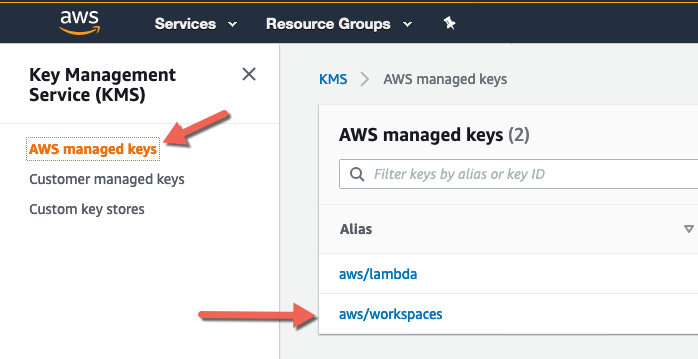 aws
Services
Resource Groups
Key Management
Service (KMS)
AWS managed keys
Customer managed keys
Custom key stores
KMS > AWS managed keys
AWS managed keys (2)
Filter keys by alias or key ID
Alias
aws/lambda
aws/workspaces